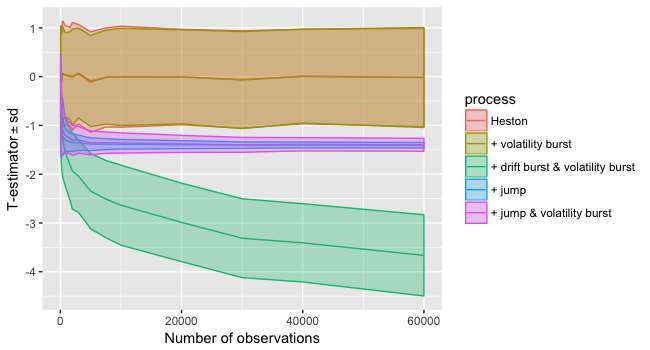 1
0
-1
-2
-3
-4
T-estimator ± sd
0
20000
40000
60000
Number of observations
process
Heston
+ volatility burst
+ drift burst & volatility burst
+ jump
+ jump & volatility burst